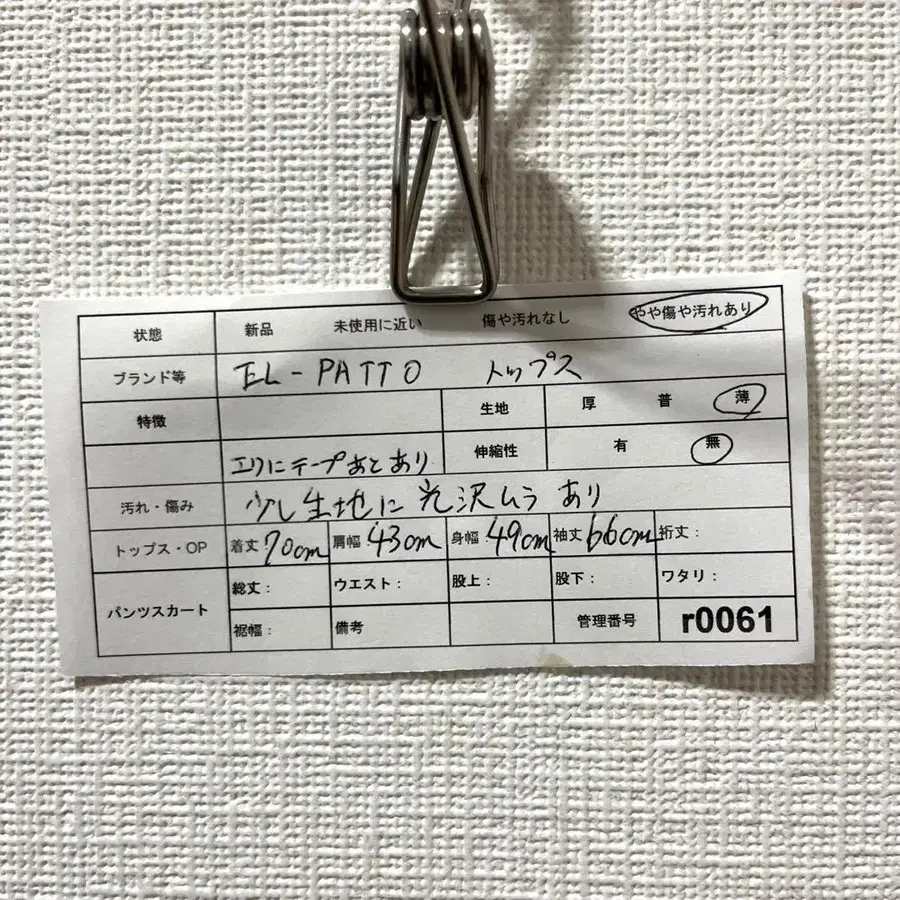 状態 新品 未使用に近い 傷や汚れなし やや傷や汚れあり
ブランド等 EL-PATTO トップス
特徴 生地 厚 普 薄
エリにテープあとあり 伸縮性 有 無
汚れ・傷み 少し生地に光沢ムラあり
トップス・OP 着丈 70cm 肩幅 43cm 身幅 49cm 袖丈 66cm 裄丈:
パンツスカート 総丈: ウエスト: 股上: 股下: ワタリ:
裾幅: 備考 管理番号 r0061